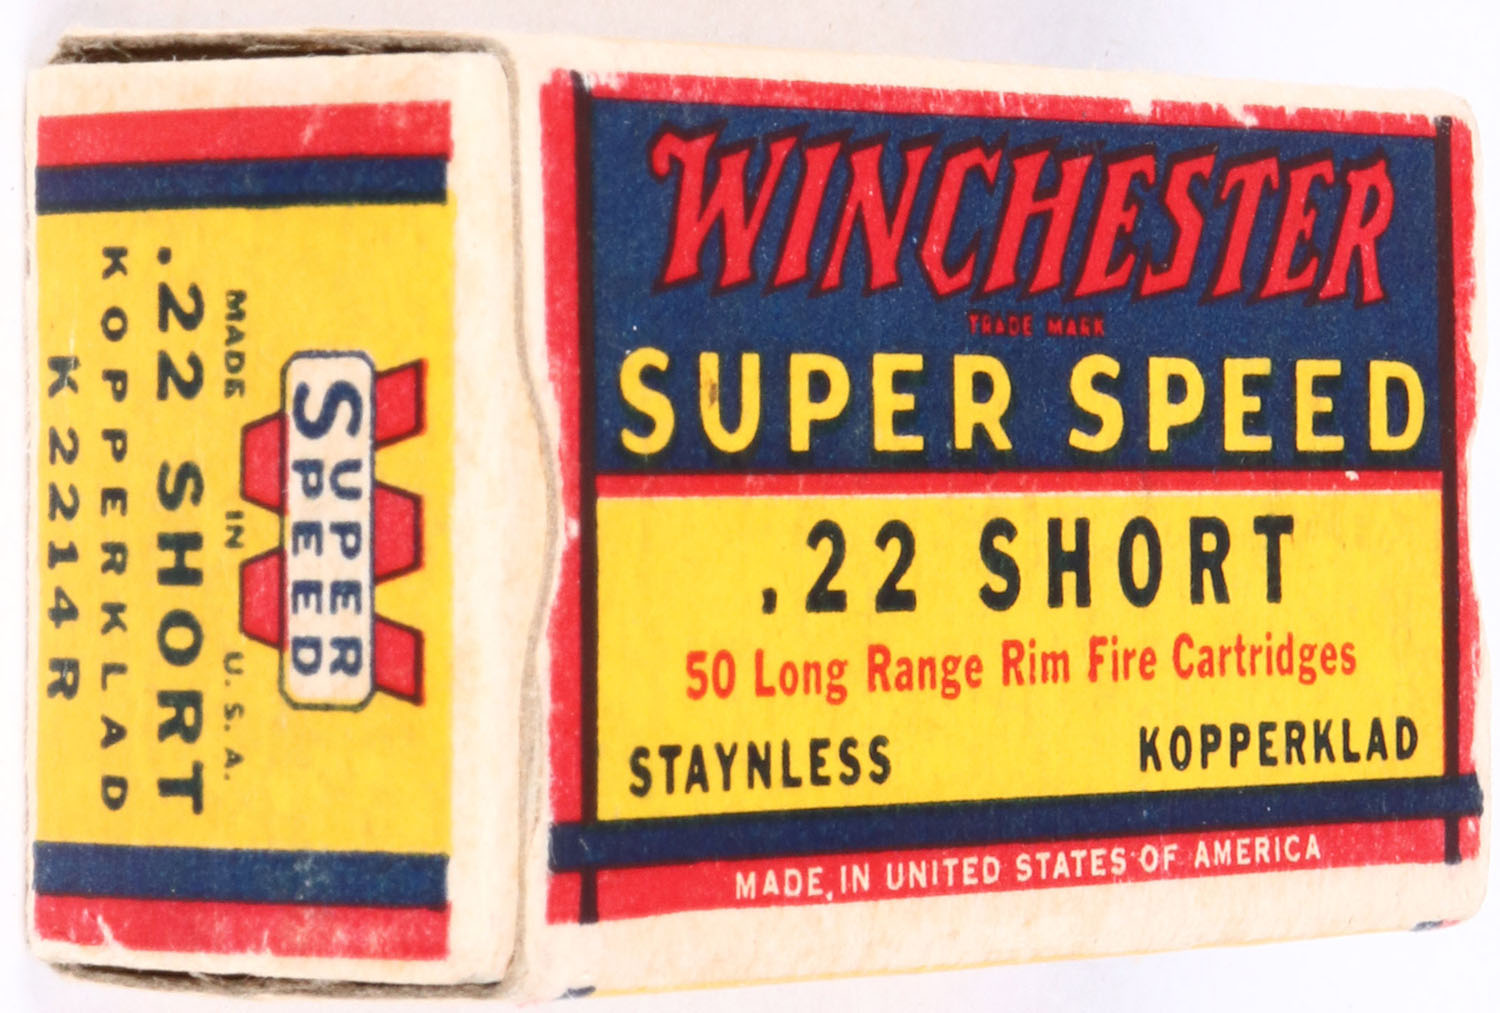 WINCHESTER
TRADE MARK
SUPER SPEED
.22 SHORT
50 Long Range Rim Fire Cartridges
STAYNLESS KOPPERKLAD
MADE IN UNITED STATES OF AMERICA
SUPER
SPEED
MADE IN U.S.A.
.22 SHORT
KOPPERKLAD
K2214R